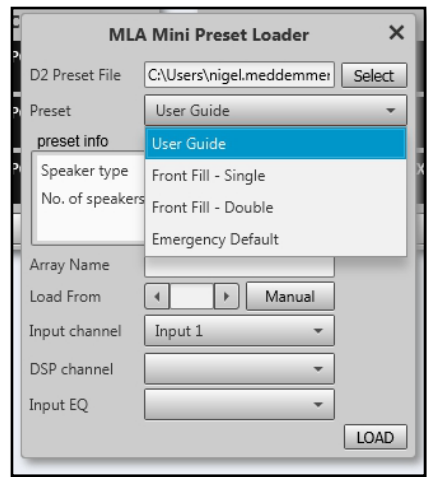 MLA Mini Preset Loader
D2 Preset File C:\Users\nigel.meddemmer Select
Preset User Guide
preset info User Guide
Speaker type Front Fill - Single
No. of speakers Front Fill - Double
Emergency Default
Array Name
Load From Manual
Input channel Input 1
DSP channel
Input EQ
LOAD